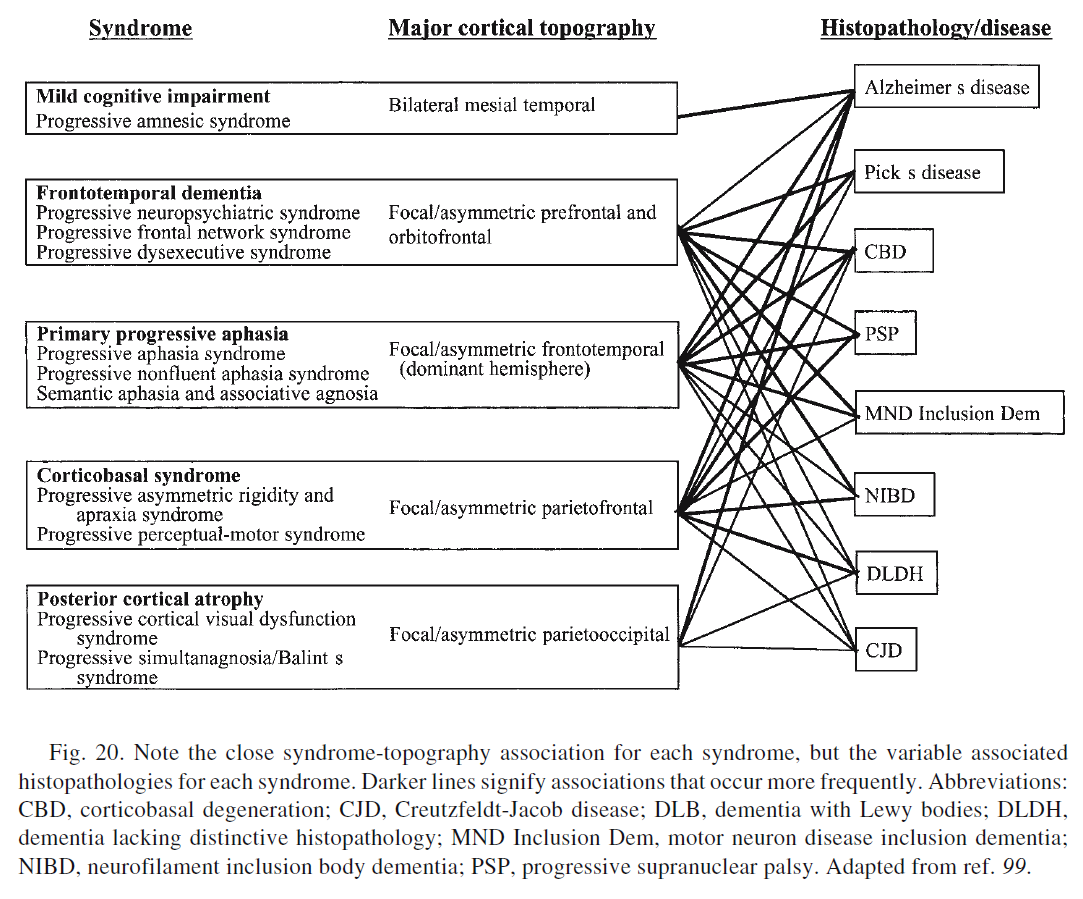 Syndrome Major cortical topography Histopathology/disease
Mild cognitive impairment
Progressive amnesic syndrome
Bilateral mesial temporal
Frontotemporal dementia
Progressive neuropsychiatric syndrome
Progressive frontal network syndrome
Progressive dysexecutive syndrome
Focal/asymmetric prefrontal and
orbitofrontal
Primary progressive aphasia
Progressive aphasia syndrome
Progressive nonfluent aphasia syndrome
Semantic aphasia and associative agnosia
Focal/asymmetric frontotemporal
(dominant hemisphere)
Corticobasal syndrome
Progressive asymmetric rigidity and
apraxia syndrome
Progressive perceptual-motor syndrome
Focal/asymmetric parietofrontal
Posterior cortical atrophy
Progressive cortical visual dysfunction
syndrome
Progressive simultanagnosia/Balint s
syndrome
Focal/asymmetric parietooccipital
Alzheimer s disease
Pick s disease
CBD
PSP
MND Inclusion Dem
NIBD
DLDH
CJD
Fig. 20. Note the close syndrome-topography association for each syndrome, but the variable associated
histopathologies for each syndrome. Darker lines signify associations that occur more frequently. Abbreviations:
CBD, corticobasal degeneration; CJD, Creutzfeldt-Jacob disease; DLB, dementia with Lewy bodies; DLDH,
dementia lacking distinctive histopathology; MND Inclusion Dem, motor neuron disease inclusion dementia;
NIBD, neurofilament inclusion body dementia; PSP, progressive supranuclear palsy. Adapted from ref. 99.